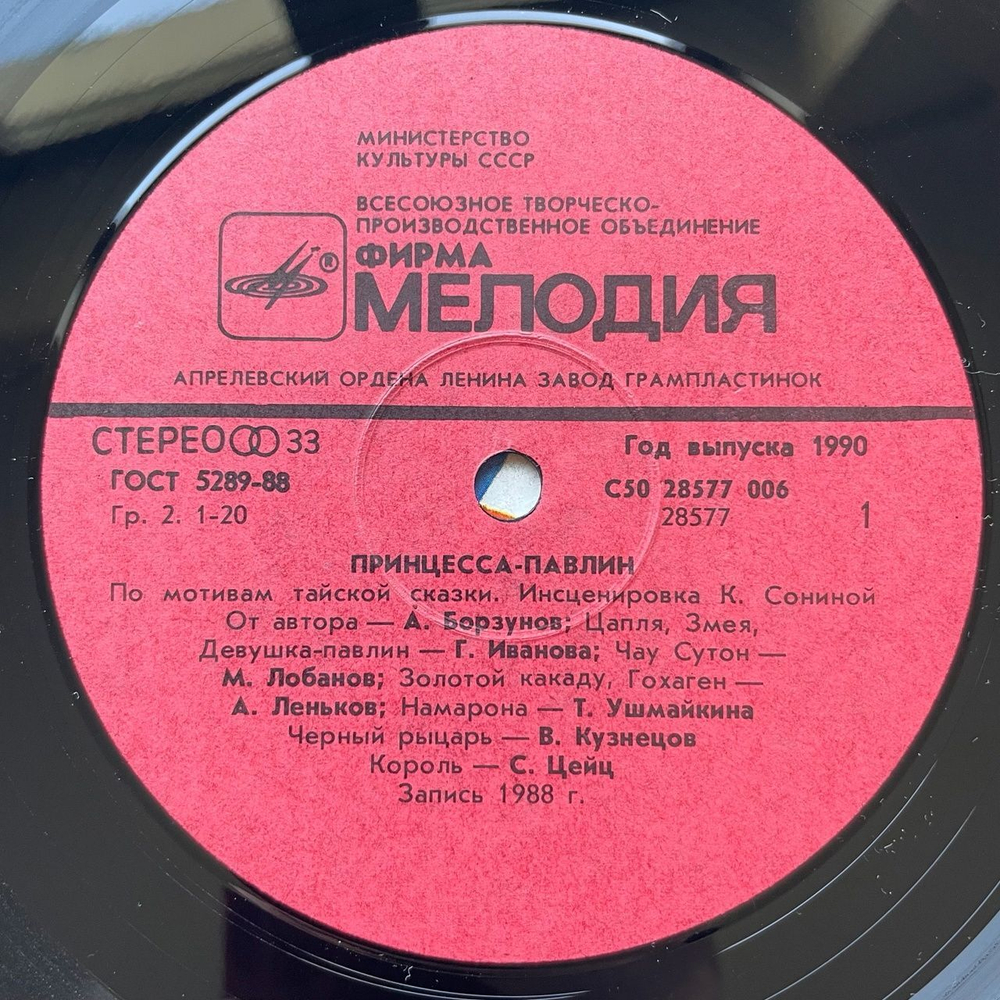 МИНИСТЕРСТВО
КУЛЬТУРЫ СССР
ВСЕСОЮЗНОЕ ТВОРЧЕСКО-
ПРОИЗВОДСТВЕННОЕ ОБЪЕДИНЕНИЕ
ФИРМА
®
МЕЛОДИЯ
АПРЕЛЕВСКИЙ ОРДЕНА ЛЕНИНА ЗАВОД ГРАМПЛАСТИНОК
СТЕРЕО 33
Год выпуска 1990
ГОСТ 5289-88
С50 28577 006
Гр. 2. 1-20
28577
1
ПРИНЦЕССА-ПАВЛИН
По мотивам тайской сказки. Инсценировка К. Сониной
От автора — А. Борзунов; Цапля, Змея,
Девушка-павлин — Г. Иванова; Чау Сутон —
М. Лобанов; Золотой какаду, Гохаген —
А. Леньков; Намарона — Т. Ушмайкина
Черный рыцарь — В. Кузнецов
Король — С. Цейц
Запись 1988 г.